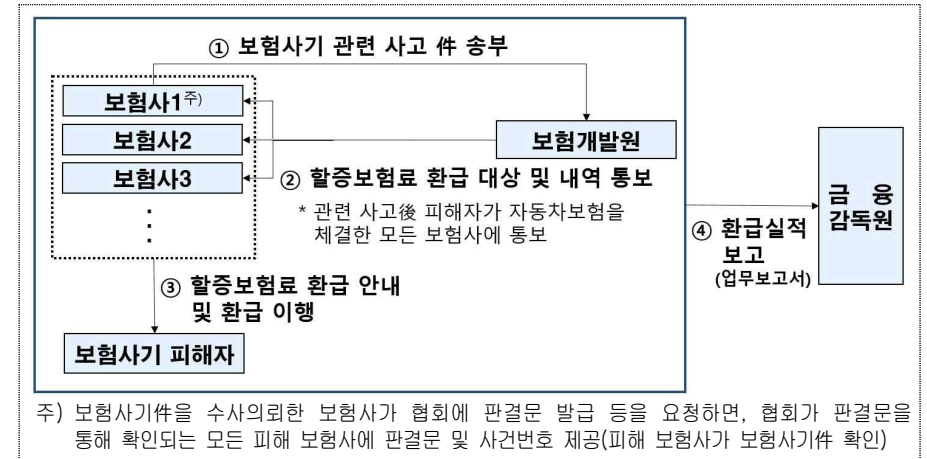 ① 보험사기 관련 사고 件 송부
보험사1주)
보험사2
보험사3
보험개발원
② 할증보험료 환급 대상 및 내역 통보
* 관련 사고後 피해자가 자동차보험을
체결한 모든 보험사에 통보
③ 할증보험료 환급 안내
및 환급 이행
보험사기 피해자
④ 환급실적
보고
(업무보고서)
금 융
감독원
주) 보험사기件을 수사의뢰한 보험사가 협회에 판결문 발급 등을 요청하면, 협회가 판결문을
통해 확인되는 모든 피해 보험사에 판결문 및 사건번호 제공(피해 보험사가 보험사기件 확인)